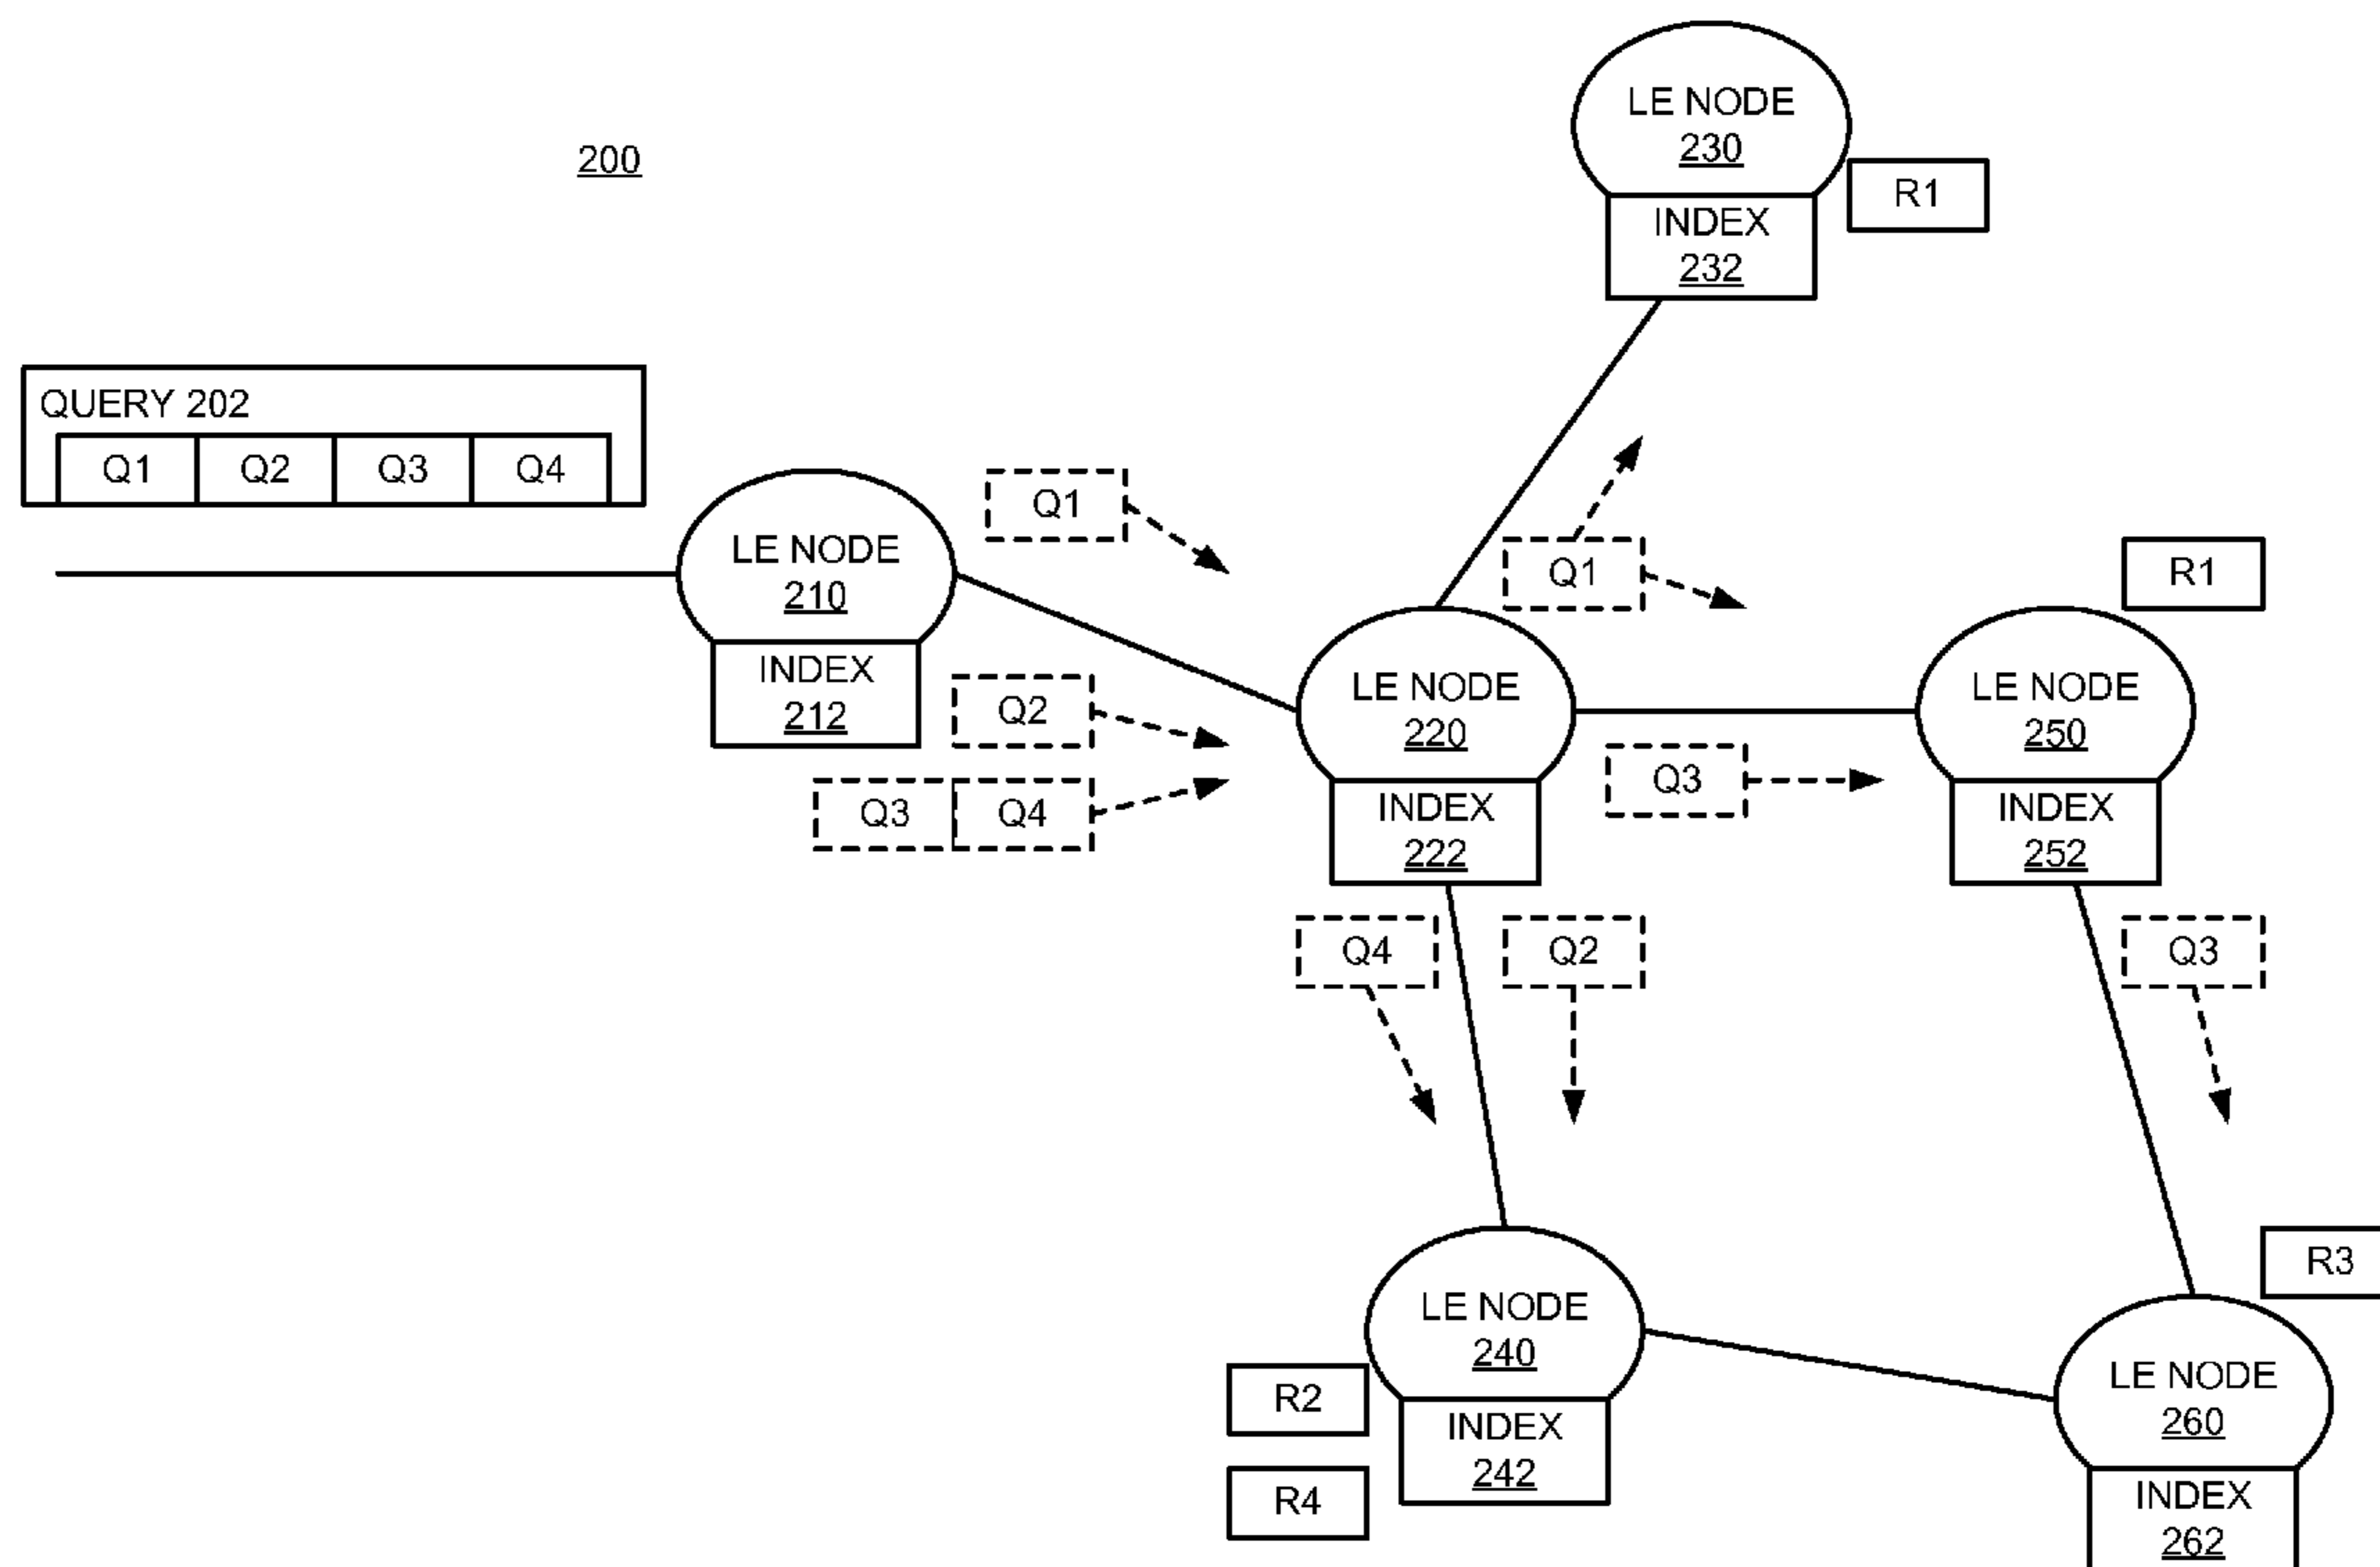 200
LE NODE
230
INDEX
232
R1
QUERY 202
Q1 Q2 Q3 Q4
LE NODE
210
INDEX
212
Q1
Q2
Q3 Q4
Q1
R1
LE NODE
220
INDEX
222
LE NODE
250
INDEX
252
Q3
Q4
Q2
Q3
R3
LE NODE
240
INDEX
242
R2
R4
LE NODE
260
INDEX
262